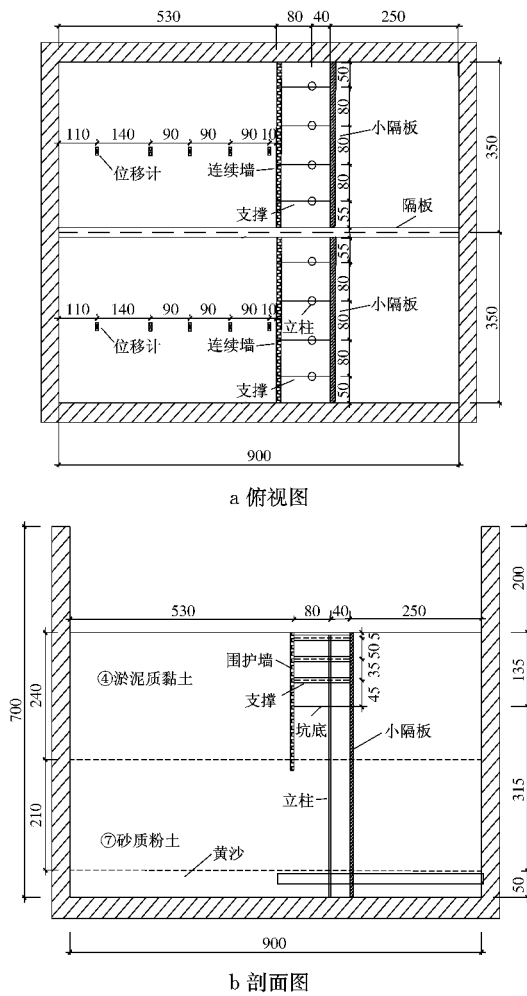 530 80 40 250
50
80
110 140 90 90 90 10 80 小隔板
位移计 连续墙 350
80
支撑
55 隔板
55
80
110 140 90 90 90 10 立柱 80 小隔板
位移计 连续墙 350
80
支撑 50
900
a 俯视图
200
530 80 40 250
5
围护墙 50
④淤泥质黏土 35 135
支撑 45
240 坑底
700 小隔板
立柱 315
⑦砂质粉土
210 黄沙
50
900
b 剖面图